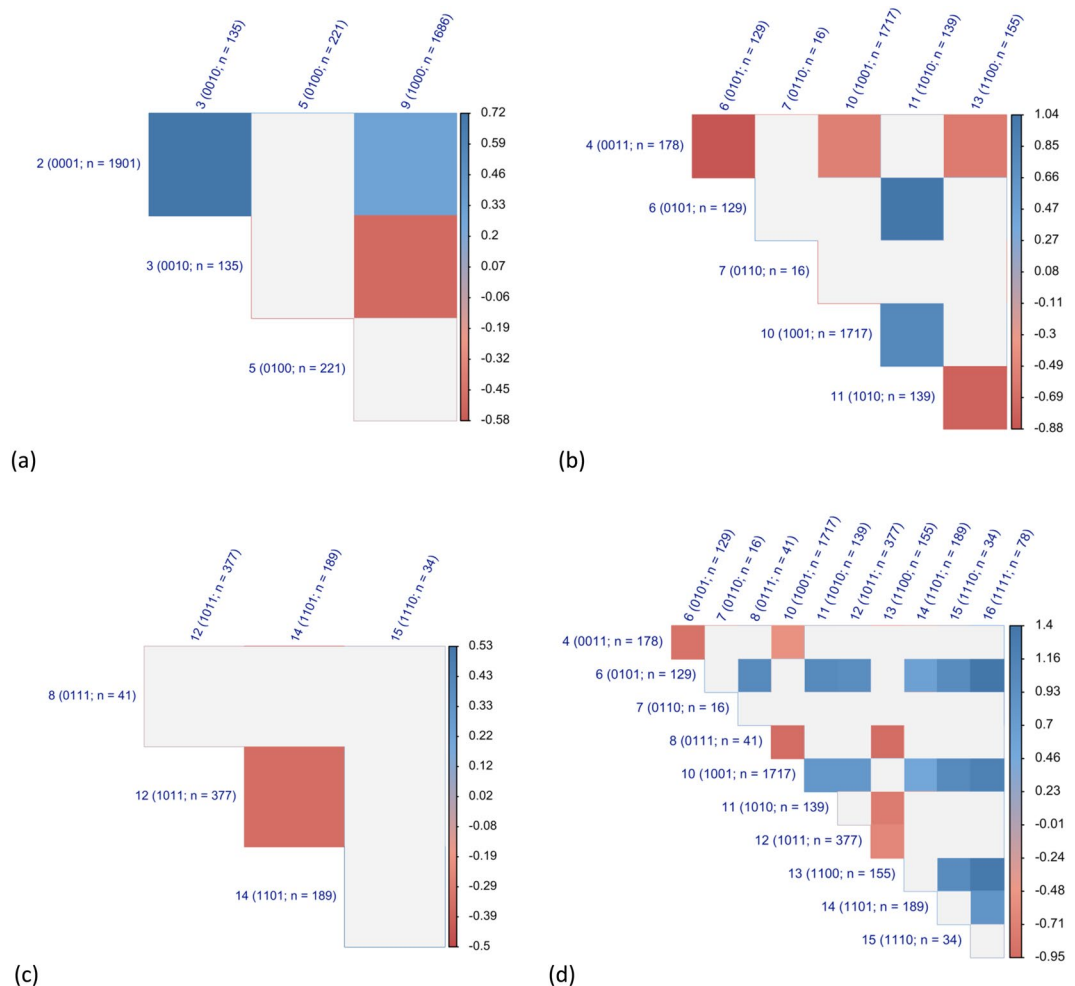 3 (0010; n = 135)
5 (0100; n = 221)
9 (1000; n = 1686)
2 (0001; n = 1901)
3 (0010; n = 135)
5 (0100; n = 221)
0.72
0.59
0.46
0.33
0.2
0.07
-0.06
-0.19
-0.32
-0.45
-0.58
(a)
6 (0101; n = 129)
7 (0110; n = 16)
10 (1001; n = 1717)
11 (1010; n = 139)
13 (1100; n = 155)
4 (0011; n = 178)
6 (0101; n = 129)
7 (0110; n = 16)
10 (1001; n = 1717)
11 (1010; n = 139)
1.04
0.85
0.66
0.47
0.27
0.08
-0.11
-0.3
-0.49
-0.69
-0.88
(b)
12 (1011; n = 377)
14 (1101; n = 189)
15 (1110; n = 34)
8 (0111; n = 41)
12 (1011; n = 377)
14 (1101; n = 189)
0.53
0.43
0.33
0.22
0.12
0.02
-0.08
-0.19
-0.29
-0.39
-0.5
(c)
6 (0101; n = 129)
7 (0110; n = 16)
8 (0111; n = 41)
10 (1001; n = 1717)
11 (1010; n = 139)
12 (1011; n = 377)
13 (1100; n = 155)
14 (1101; n = 189)
15 (1110; n = 34)
16 (1111; n = 78)
4 (0011; n = 178)
6 (0101; n = 129)
7 (0110; n = 16)
8 (0111; n = 41)
10 (1001; n = 1717)
11 (1010; n = 139)
12 (1011; n = 377)
13 (1100; n = 155)
14 (1101; n = 189)
15 (1110; n = 34)
1.4
1.16
0.93
0.7
0.46
0.23
-0.01
-0.24
-0.48
-0.71
-0.95
(d)